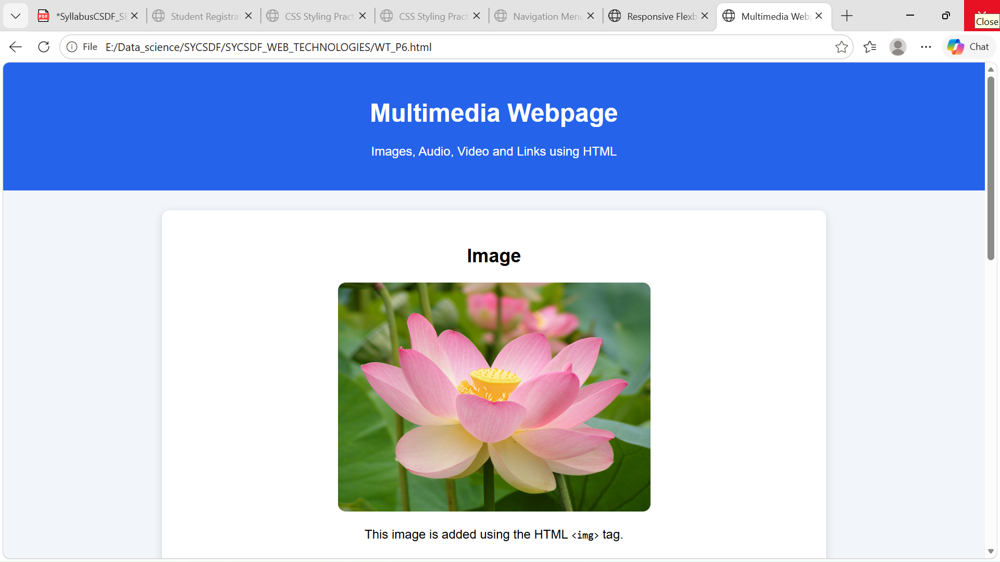 *SyllabusCSDF_SE
Student Registrat
CSS Styling Pract
CSS Styling Pract
Navigation Menu
Responsive Flexb
Multimedia Web
Close
File E:/Data_science/SYCSDF/SYCSDF_WEB_TECHNOLOGIES/WT_P6.html
Chat
Multimedia Webpage
Images, Audio, Video and Links using HTML
Image
This image is added using the HTML <img> tag.